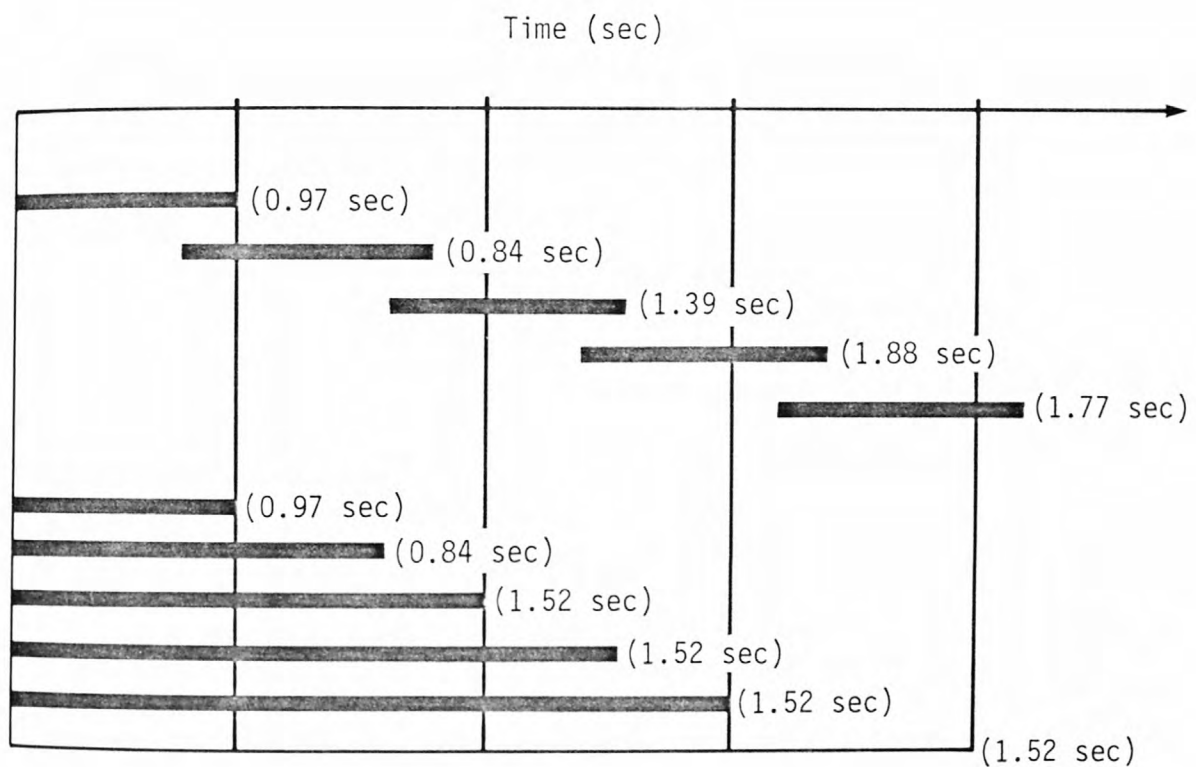 Time (sec)
(0.97 sec)
(0.84 sec)
(1.39 sec)
(1.88 sec)
(1.77 sec)
(0.97 sec)
(0.84 sec)
(1.52 sec)
(1.52 sec)
(1.52 sec)
(1.52 sec)